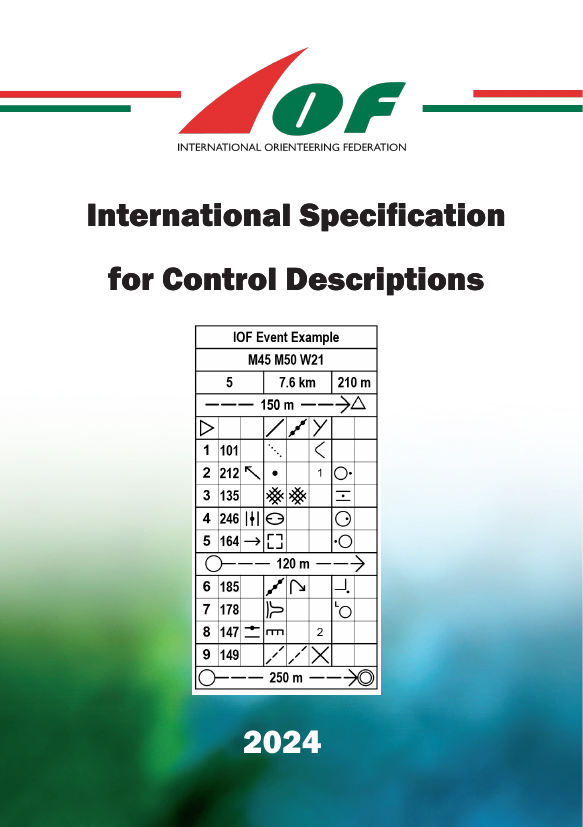 IOF
INTERNATIONAL ORIENTEERING FEDERATION
International Specification
for Control Descriptions
IOF Event Example
M45 M50 W21
5 7.6 km 210 m
150 m
1 101
2 212 1
3 135
4 246
5 164
120 m
6 185
7 178
8 147 2
9 149
250 m
2024